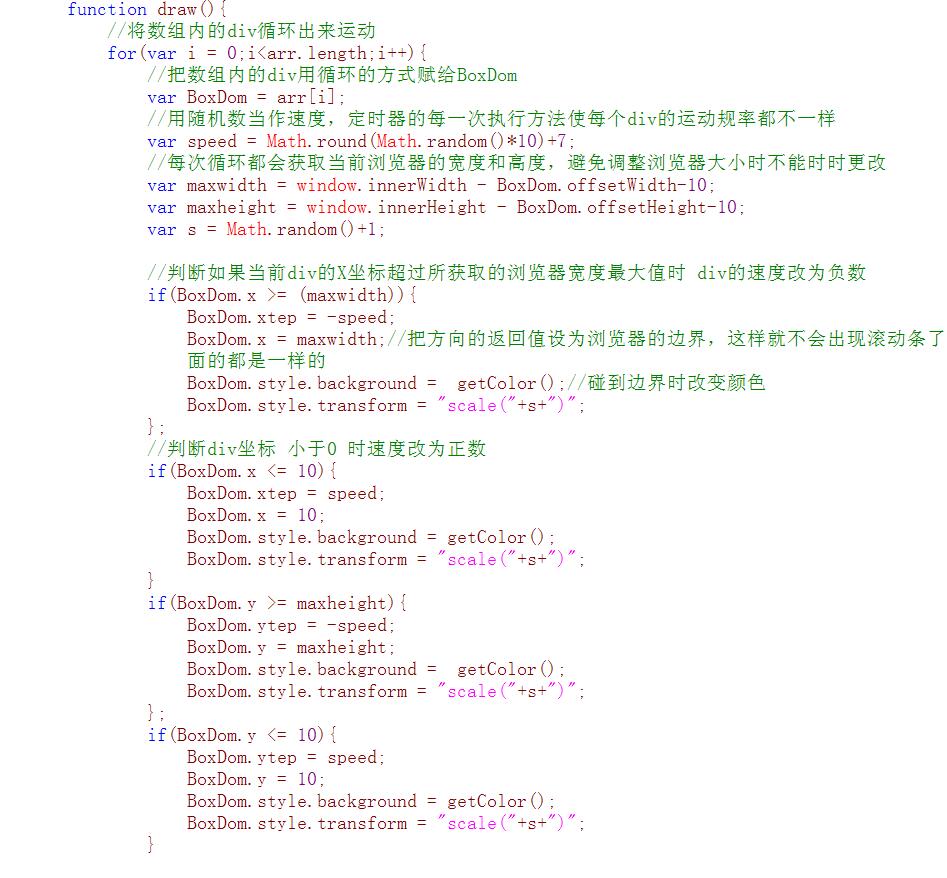 function draw(){
//将数组内的div循环出来运动
for(var i = 0;i<arr.length;i++){
//把数组内的div用循环的方式赋给BoxDom
var BoxDom = arr[i];
//用随机数当作速度，定时器的每一次执行方法使每个div的运动规率都不一样
var speed = Math.round(Math.random()*10)+7;
//每次循环都会获取当前浏览器的宽度和高度，避免调整浏览器大小时不能时时更改
var maxwidth = window.innerWidth - BoxDom.offsetWidth-10;
var maxheight = window.innerHeight - BoxDom.offsetHeight-10;
var s = Math.random()+1;
//判断如果当前div的X坐标超过所获取的浏览器宽度最大值时 div的速度改为负数
if(BoxDom.x >= (maxwidth)){
BoxDom.xtep = -speed;
BoxDom.x = maxwidth;//把方向的返回值设为浏览器的边界，这样就不会出现滚动条了
面的都是一样的
BoxDom.style.background =  getColor();//碰到边界时改变颜色
BoxDom.style.transform = "scale("+s+")";
};
//判断div坐标 小于0 时速度改为正数
if(BoxDom.x <= 10){
BoxDom.xtep = speed;
BoxDom.x = 10;
BoxDom.style.background = getColor();
BoxDom.style.transform = "scale("+s+")";
}
if(BoxDom.y >= maxheight){
BoxDom.ytep = -speed;
BoxDom.y = maxheight;
BoxDom.style.background =  getColor();
BoxDom.style.transform = "scale("+s+")";
};
if(BoxDom.y <= 10){
BoxDom.ytep = speed;
BoxDom.y = 10;
BoxDom.style.background = getColor();
BoxDom.style.transform = "scale("+s+")";
}